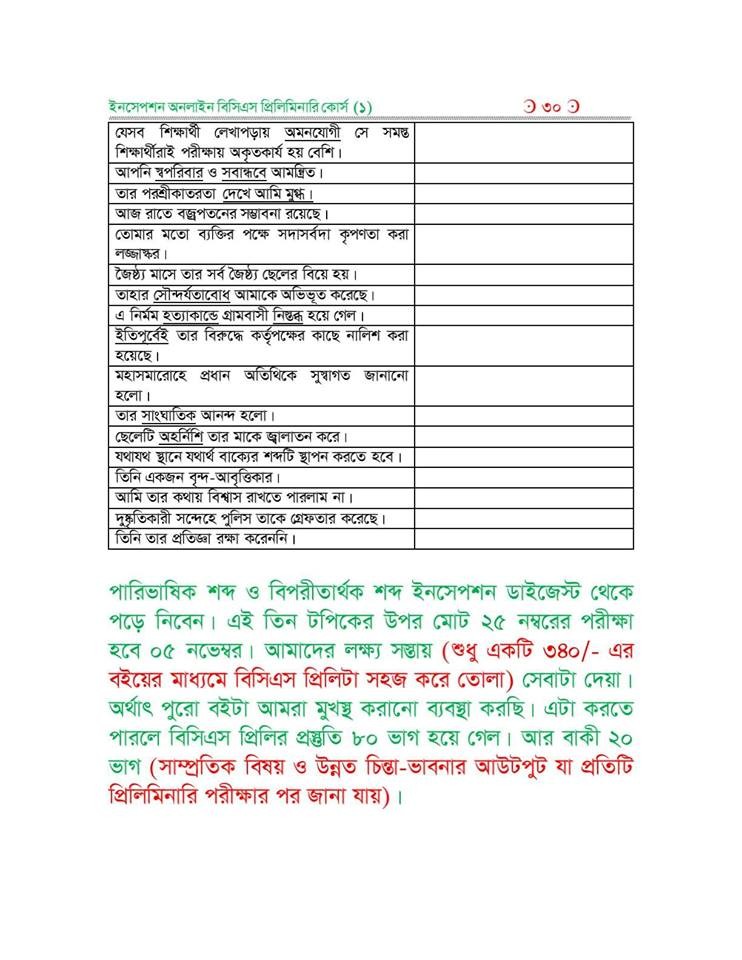 ইনসেপশন অনলাইন বিসিএস প্রিলিমিনারি কোর্স (১)
৩০
যেসব শিক্ষার্থী লেখাপড়ায় অমনযোগী সে সমস্ত
শিক্ষার্থীরাই পরীক্ষায় অকৃতকার্য হয় বেশি।
আপনি স্বপরিবার ও সবান্ধবে আমন্ত্রিত।
তার পরশ্রীকাতরতা দেখে আমি মুগ্ধ।
আজ রাতে বজ্রপতনের সম্ভাবনা রয়েছে।
তোমার মতো ব্যক্তির পক্ষে সদাসর্বদা কৃপণতা করা
লজ্জাষ্কর।
জৈষ্ঠ্য মাসে তার সর্ব জৈষ্ঠ্য ছেলের বিয়ে হয়।
তাহার সৌন্দর্যতাবোধ আমাকে অভিভূত করেছে।
এ নির্মম হত্যাকান্ডে গ্রামবাসী নিস্তব্ধ হয়ে গেল।
ইতিপূর্বেই তার বিরুদ্ধে কর্তৃপক্ষের কাছে নালিশ করা
হয়েছে।
মহাসমারোহে প্রধান অতিথিকে সুস্বাগত জানানো
হলো।
তার সাংঘাতিক আনন্দ হলো।
ছেলেটি অহর্নিশি তার মাকে জ্বালাতন করে।
যথাযথ স্থানে যথার্থ বাক্যের শব্দটি স্থাপন করতে হবে।
তিনি একজন বৃন্দ-আবৃত্তিকার।
আমি তার কথায় বিশ্বাস রাখতে পারলাম না।
দুষ্কৃতিকারী সন্দেহে পুলিস তাকে গ্রেফতার করেছে।
তিনি তার প্রতিজ্ঞা রক্ষা করেননি।
পারিভাষিক শব্দ ও বিপরীতার্থক শব্দ ইনসেপশন ডাইজেস্ট থেকে
পড়ে নিবেন। এই তিন টপিকের উপর মোট ২৫ নম্বরের পরীক্ষা
হবে ০৫ নভেম্বর। আমাদের লক্ষ্য সস্তায় (শুধু একটি ৩৪০/- এর
বইয়ের মাধ্যমে বিসিএস প্রিলিটা সহজ করে তোলা) সেবাটা দেয়া।
অর্থাৎ পুরো বইটা আমরা মুখস্থ করানো ব্যবস্থা করছি। এটা করতে
পারলে বিসিএস প্রিলির প্রস্তুতি ৮০ ভাগ হয়ে গেল। আর বাকী ২০
ভাগ (সাম্প্রতিক বিষয় ও উন্নত চিন্তা-ভাবনার আউটপুট যা প্রতিটি
প্রিলিমিনারি পরীক্ষার পর জানা যায়)।